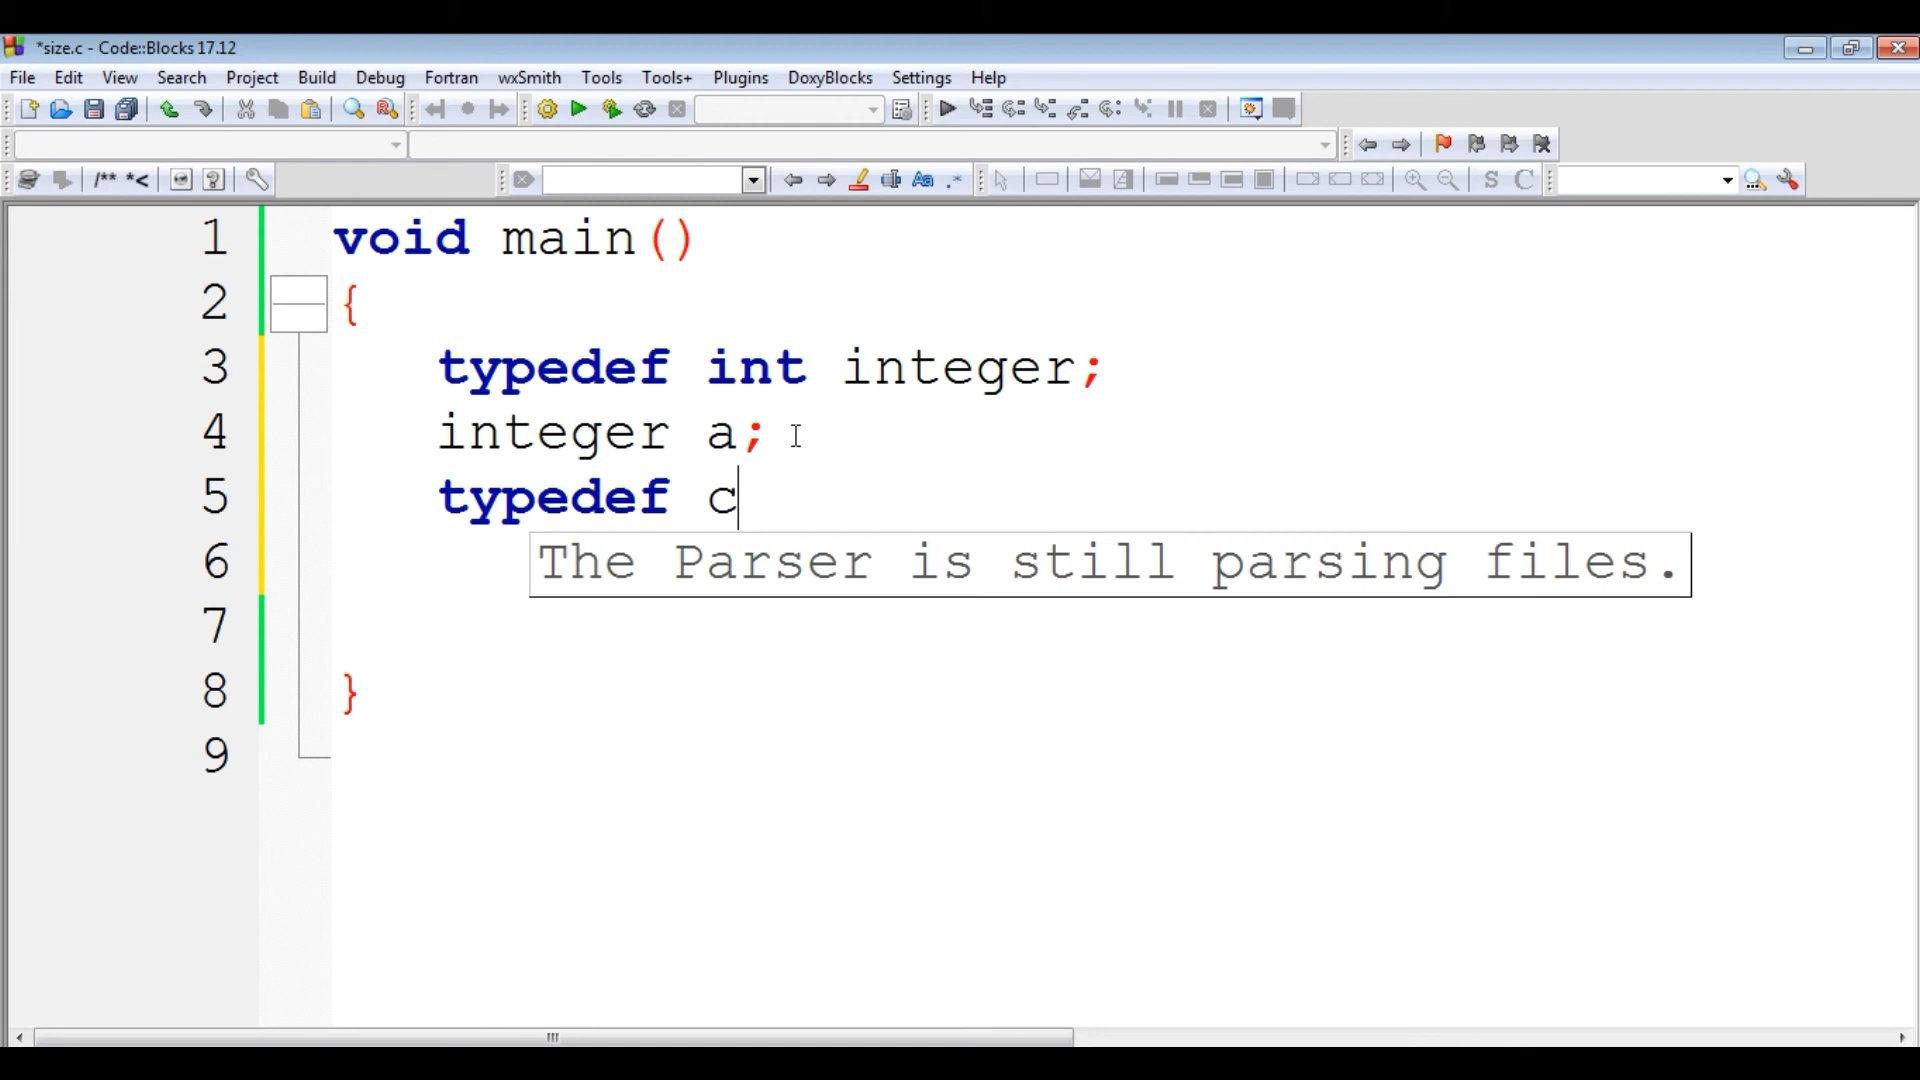 *size.c - Code::Blocks 17.12
File Edit View Search Project Build Debug Fortran wxSmith Tools Tools+ Plugins DoxyBlocks Settings Help
/** *< Aa .* S C
1 void main()
2 {
3 typedef int integer;
4 integer a;
5 typedef c
6 The Parser is still parsing files.
7
8 }
9